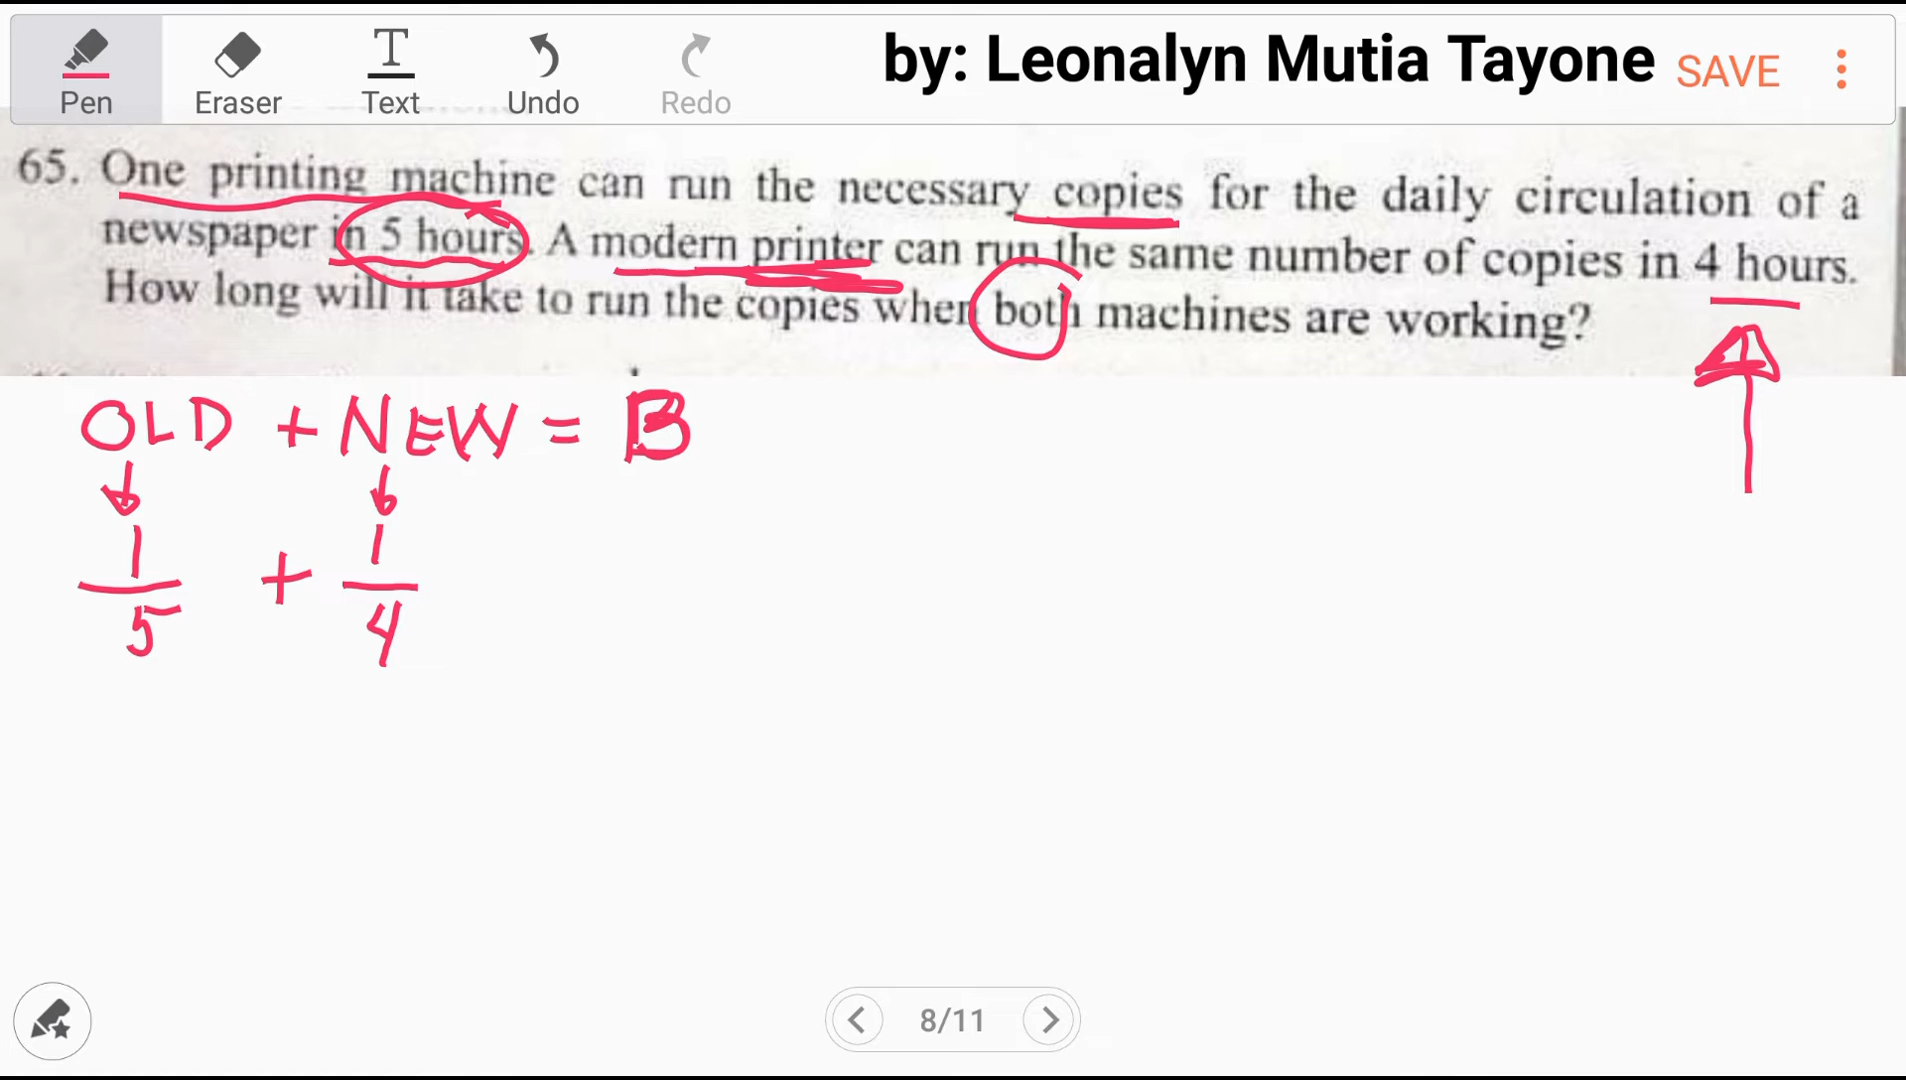 Pen Eraser Text Undo Redo by: Leonalyn Mutia Tayone SAVE
65. One printing machine can run the necessary copies for the daily circulation of a
newspaper in 5 hours. A modern printer can run the same number of copies in 4 hours.
How long will it take to run the copies when both machines are working?
OLD + NEW = B
1/5 + 1/4
8/11